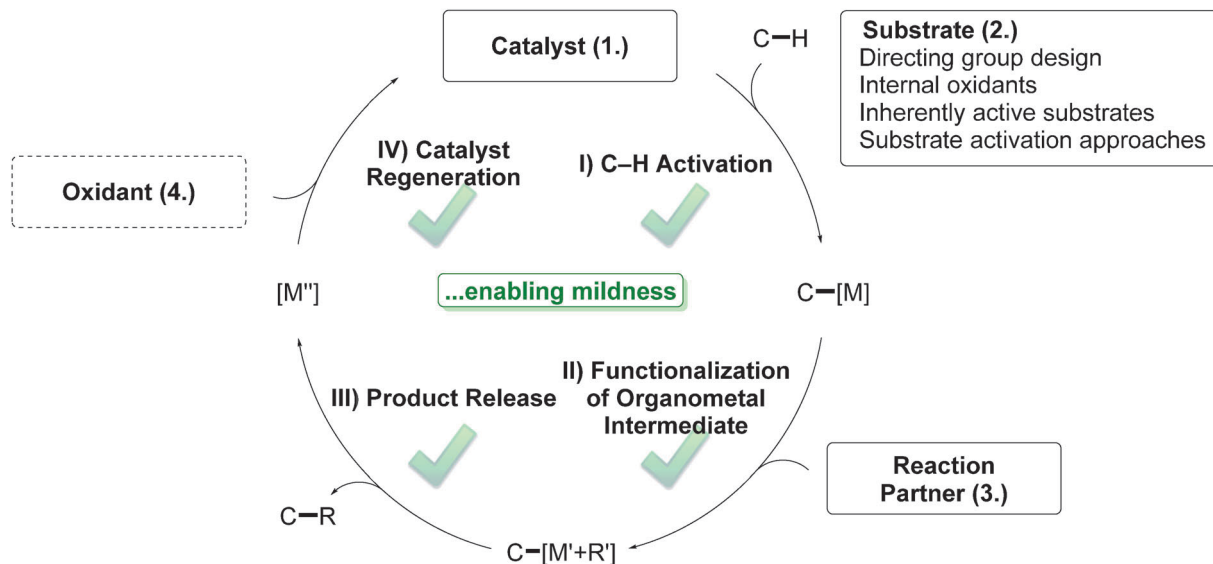 Catalyst (1.)
C–H
Substrate (2.)
Directing group design
Internal oxidants
Inherently active substrates
Substrate activation approaches
IV) Catalyst
Regeneration
I) C–H Activation
Oxidant (4.)
[M'']
...enabling mildness
C–[M]
III) Product Release
II) Functionalization
of Organometal
Intermediate
Reaction
Partner (3.)
C–R
C–[M'+R']